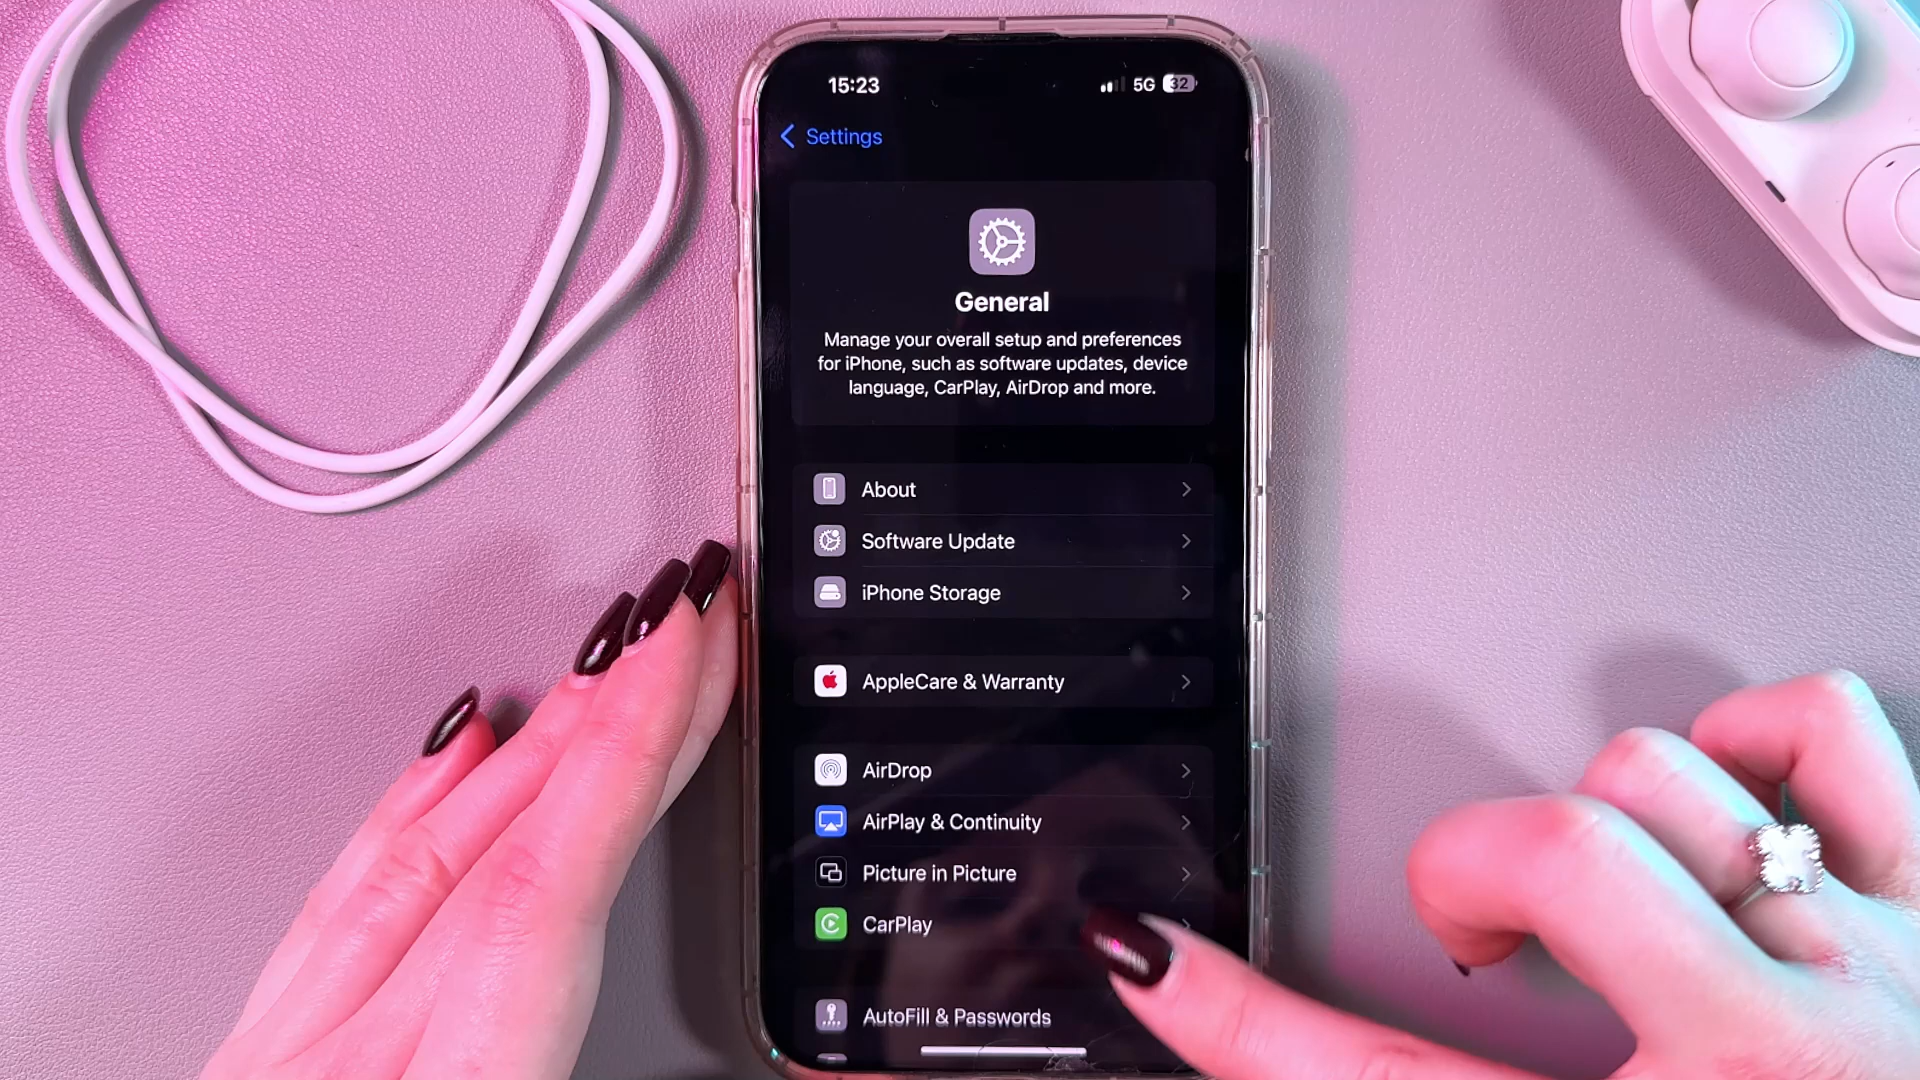 15:23
5G
32
Settings
General
Manage your overall setup and preferences
for iPhone, such as software updates, device
language, CarPlay, AirDrop and more.
About
Software Update
iPhone Storage
AppleCare & Warranty
AirDrop
AirPlay & Continuity
Picture in Picture
CarPlay
AutoFill & Passwords